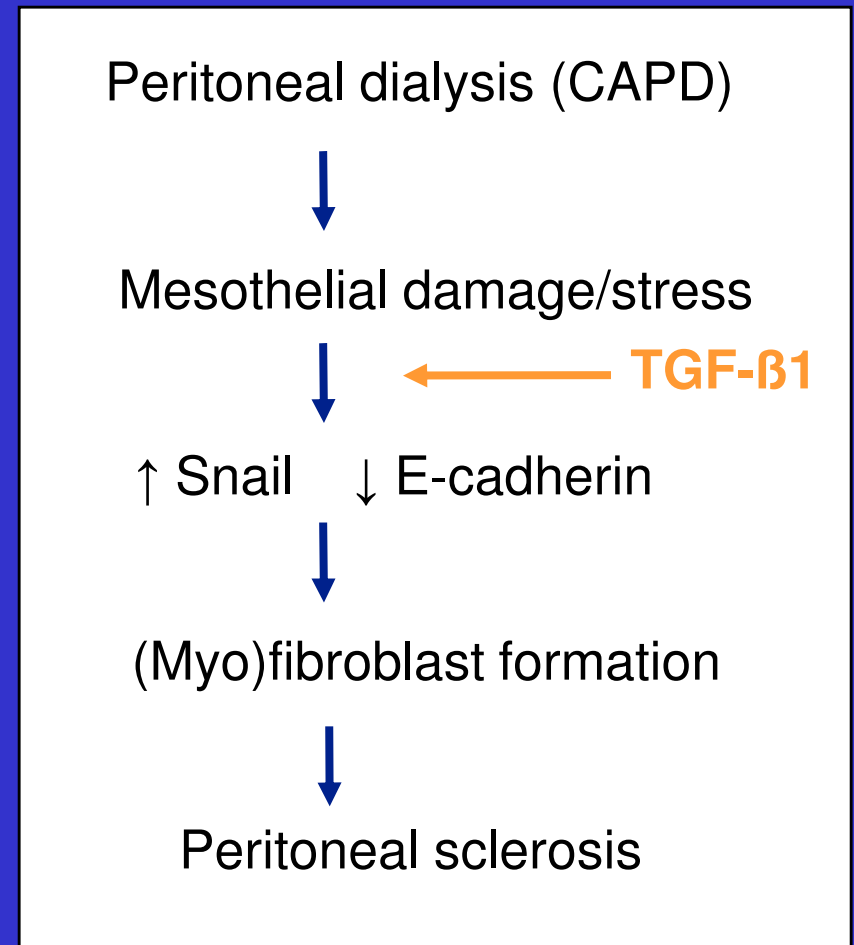 Peritoneal dialysis (CAPD)
Mesothelial damage/stress
TGF-ß1
↑ Snail ↓ E-cadherin
(Myo)fibroblast formation
Peritoneal sclerosis